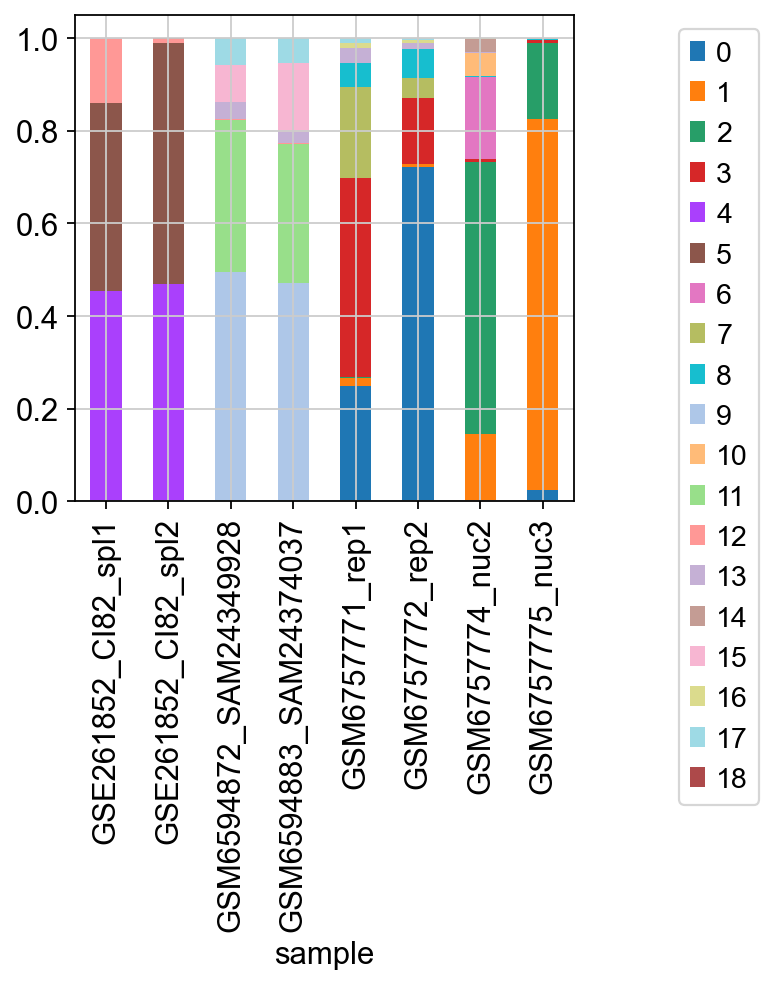 1.0
0.8
0.6
0.4
0.2
0.0
GSE261852_CI82_spl1
GSE261852_CI82_spl2
GSM6594872_SAM24349928
GSM6594883_SAM24374037
GSM6757771_rep1
GSM6757772_rep2
GSM6757774_nuc2
GSM6757775_nuc3
sample
0
1
2
3
4
5
6
7
8
9
10
11
12
13
14
15
16
17
18